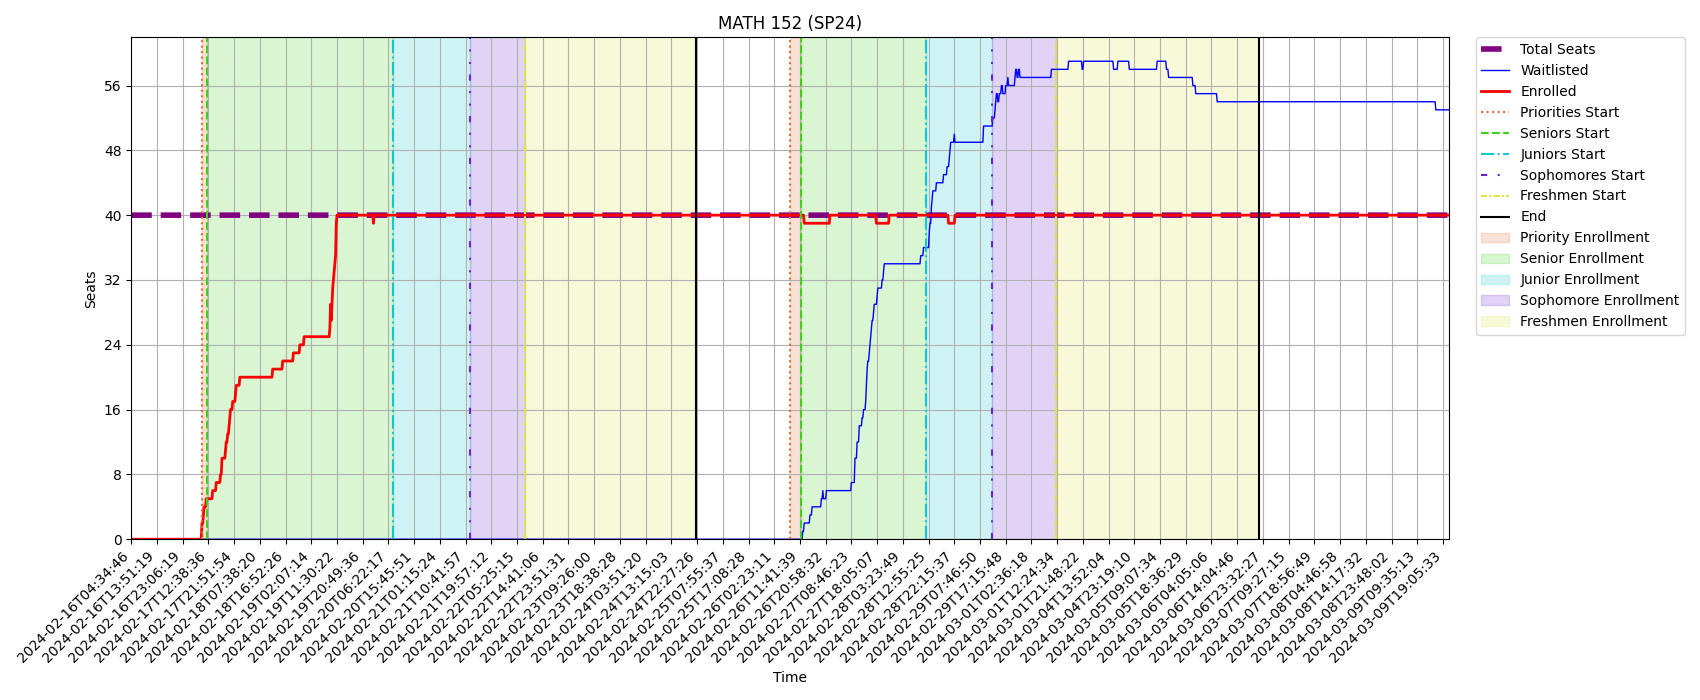 MATH 152 (SP24)
Total Seats
Waitlisted
Enrolled
Priorities Start
Seniors Start
Juniors Start
Sophomores Start
Freshmen Start
End
Priority Enrollment
Senior Enrollment
Junior Enrollment
Sophomore Enrollment
Freshmen Enrollment
Seats
56
48
40
32
24
16
8
0
2024-02-16T04:34:46
2024-02-16T13:51:19
2024-02-16T23:06:19
2024-02-17T12:38:36
2024-02-17T21:51:54
2024-02-18T07:38:20
2024-02-18T16:52:26
2024-02-19T02:07:14
2024-02-19T11:30:22
2024-02-19T20:49:36
2024-02-20T06:22:17
2024-02-20T15:45:51
2024-02-21T01:15:24
2024-02-21T10:41:57
2024-02-21T19:57:12
2024-02-22T05:25:15
2024-02-22T14:41:06
2024-02-22T23:51:31
2024-02-23T09:26:00
2024-02-23T18:38:28
2024-02-24T03:51:20
2024-02-24T13:15:03
2024-02-24T22:27:26
2024-02-25T07:55:37
2024-02-25T17:08:28
2024-02-26T02:23:11
2024-02-26T11:41:39
2024-02-26T20:58:32
2024-02-27T08:46:23
2024-02-27T18:05:07
2024-02-28T03:23:49
2024-02-28T12:55:25
2024-02-28T22:15:37
2024-02-29T07:46:50
2024-02-29T17:15:48
2024-03-01T02:36:18
2024-03-01T12:24:34
2024-03-01T21:48:22
2024-03-04T13:52:04
2024-03-04T23:19:10
2024-03-05T09:07:34
2024-03-05T18:36:29
2024-03-06T04:05:06
2024-03-06T14:04:46
2024-03-06T23:32:27
2024-03-07T09:27:15
2024-03-07T18:56:49
2024-03-08T04:46:58
2024-03-08T14:17:32
2024-03-08T23:48:02
2024-03-09T09:35:13
2024-03-09T19:05:33
Time